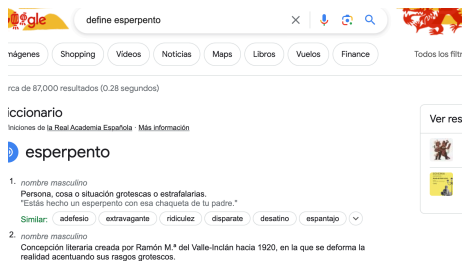 gle
define esperpento
mágenes Shopping Vídeos Noticias Maps Libros Vuelos Finance Todos los filtr
rca de 87,000 resultados (0.28 segundos)
iccionario
finiciones de la Real Academia Española · Más información
Ver res
esperpento
1. nombre masculino
Persona, cosa o situación grotescas o estrafalarias.
"Estás hecho un esperpento con esa chaqueta de tu padre."
Similar: adefesio extravagante ridiculez disparate desatino espantajo
2. nombre masculino
Concepción literaria creada por Ramón M.ª del Valle-Inclán hacia 1920, en la que se deforma la
realidad acentuando sus rasgos grotescos.